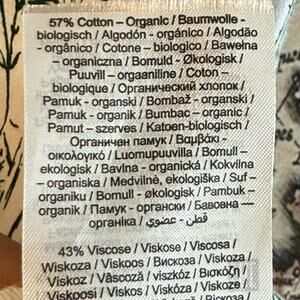 57% Cotton – Organic / Baumwolle -
biologisch / Algodón - orgánico / Algodão
- orgânico / Cotone – biologico / Bawełna
– organiczna / Bomuld – Økologisk /
Puuvill – orgaaniline / Coton –
biologique / Органический хлопок /
Pamuk - organski / Bombaž - organski /
Pamuk - organik / Bumbac – organic /
Pamut – szerves / Katoen-biologisch /
Органичен памук / Βαμβάκι -
οικολογικό / Luomupuuvilla / Bomull –
ekologisk / Bavlna - organická / Kokvilna
– organiska / Medvilnė, ekologiška / Suf –
organiku / Bomull - økologisk / Pambuk –
organik / Памук - органски / Бавовна —
органіка / قطن - عضوي
43% Viscose / Viskose / Viscosa /
Wiskoza / Viskoos / Вискоза / Viskoza /
Viskoz / Vâscoză / viszkóz / Βισκόζη /
Viskoosi / Viskos / Viskóza / Viskoze